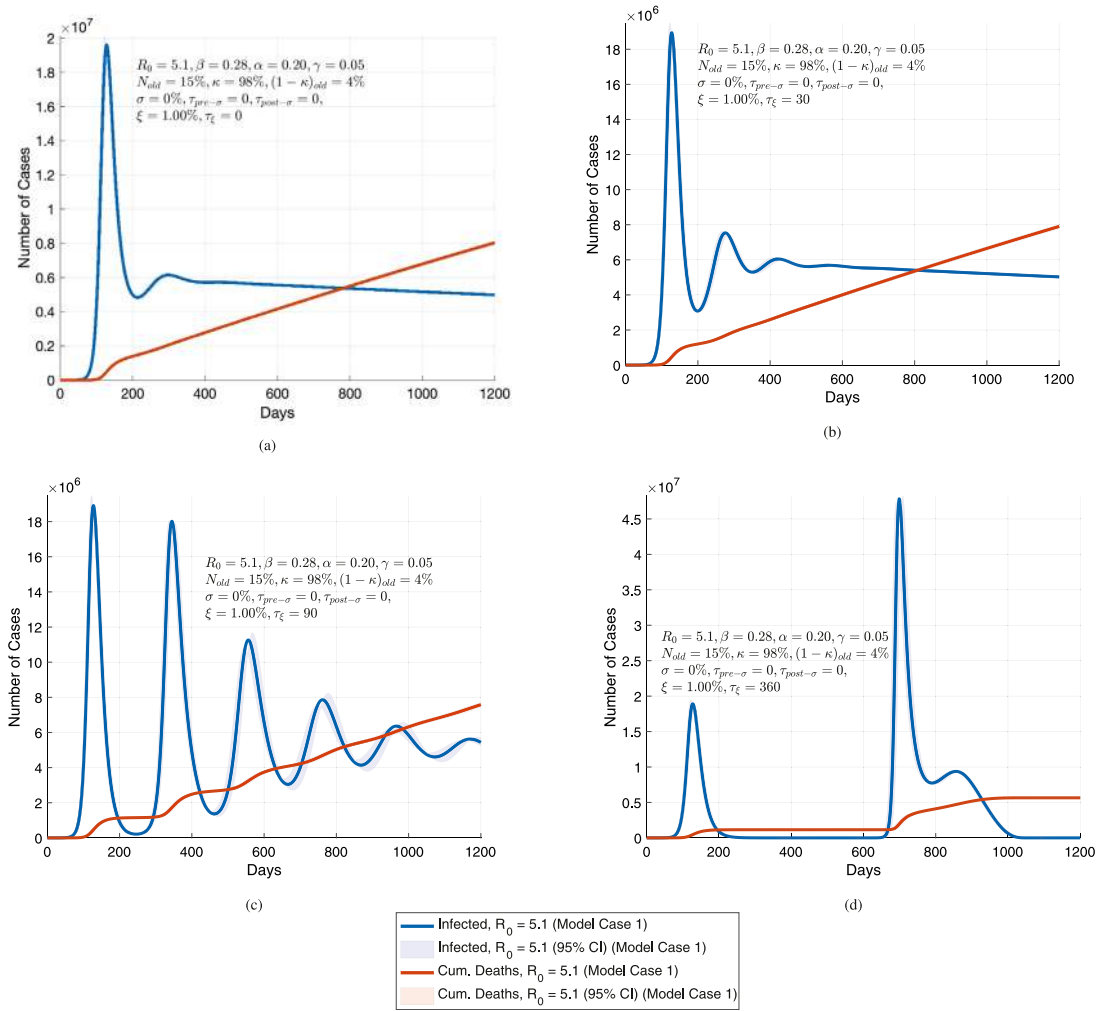 ×10^7
2
1.8
1.6
1.4
1.2
1
0.8
0.6
0.4
0.2
0
Number of Cases
R_0 = 5.1, β = 0.28, α = 0.20, γ = 0.05
N_old = 15%, κ = 98%, (1 − κ)_old = 4%
σ = 0%, τ_pre−σ = 0, τ_post−σ = 0,
ξ = 1.00%, τ_ξ = 0
0 200 400 600 800 1000 1200
Days
(a)
×10^6
18
16
14
12
10
8
6
4
2
0
Number of Cases
R_0 = 5.1, β = 0.28, α = 0.20, γ = 0.05
N_old = 15%, κ = 98%, (1 − κ)_old = 4%
σ = 0%, τ_pre−σ = 0, τ_post−σ = 0,
ξ = 1.00%, τ_ξ = 30
0 200 400 600 800 1000 1200
Days
(b)
×10^6
18
16
14
12
10
8
6
4
2
0
Number of Cases
R_0 = 5.1, β = 0.28, α = 0.20, γ = 0.05
N_old = 15%, κ = 98%, (1 − κ)_old = 4%
σ = 0%, τ_pre−σ = 0, τ_post−σ = 0,
ξ = 1.00%, τ_ξ = 90
0 200 400 600 800 1000 1200
Days
(c)
×10^7
4.5
4
3.5
3
2.5
2
1.5
1
0.5
0
Number of Cases
R_0 = 5.1, β = 0.28, α = 0.20, γ = 0.05
N_old = 15%, κ = 98%, (1 − κ)_old = 4%
σ = 0%, τ_pre−σ = 0, τ_post−σ = 0,
ξ = 1.00%, τ_ξ = 360
0 200 400 600 800 1000 1200
Days
(d)
Infected, R_0 = 5.1 (Model Case 1)
Infected, R_0 = 5.1 (95% CI) (Model Case 1)
Cum. Deaths, R_0 = 5.1 (Model Case 1)
Cum. Deaths, R_0 = 5.1 (95% CI) (Model Case 1)